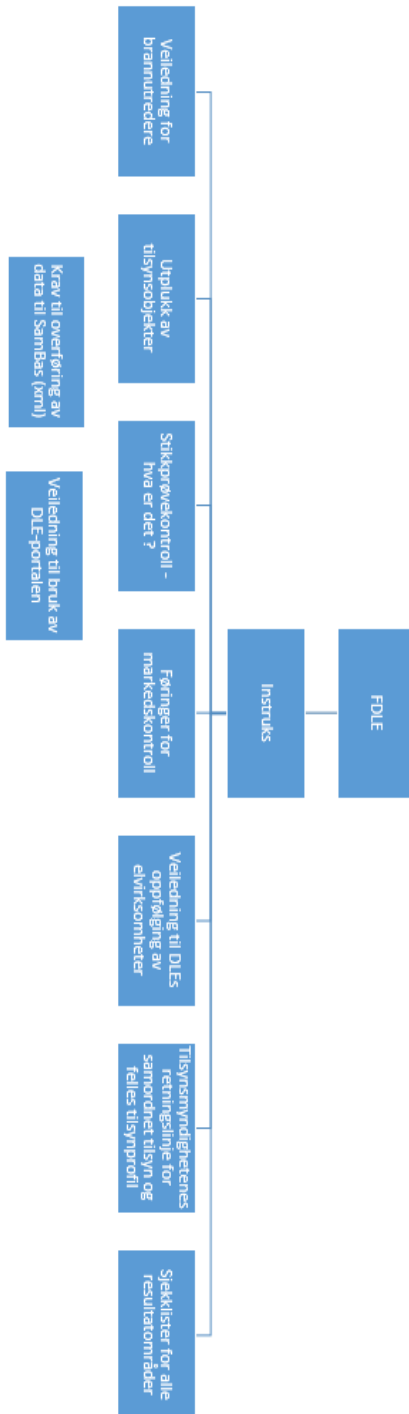 FDLE
Instruks
Veiledning for
brannutredere
Utplukk av
tilsynsobjekter
Stikkprøvekontroll -
hva er det ?
Føringer for
markedskontroll
Veiledning til DLEs
oppfølging av
elvirksomheter
Tilsynsmyndighetenes
retningslinje for
samordnet tilsyn og
felles tilsynprofil
Sjekklister for alle
resultatområder
Krav til overføring av
data til SamBas (xml)
Veiledning til bruk av
DLE-portalen